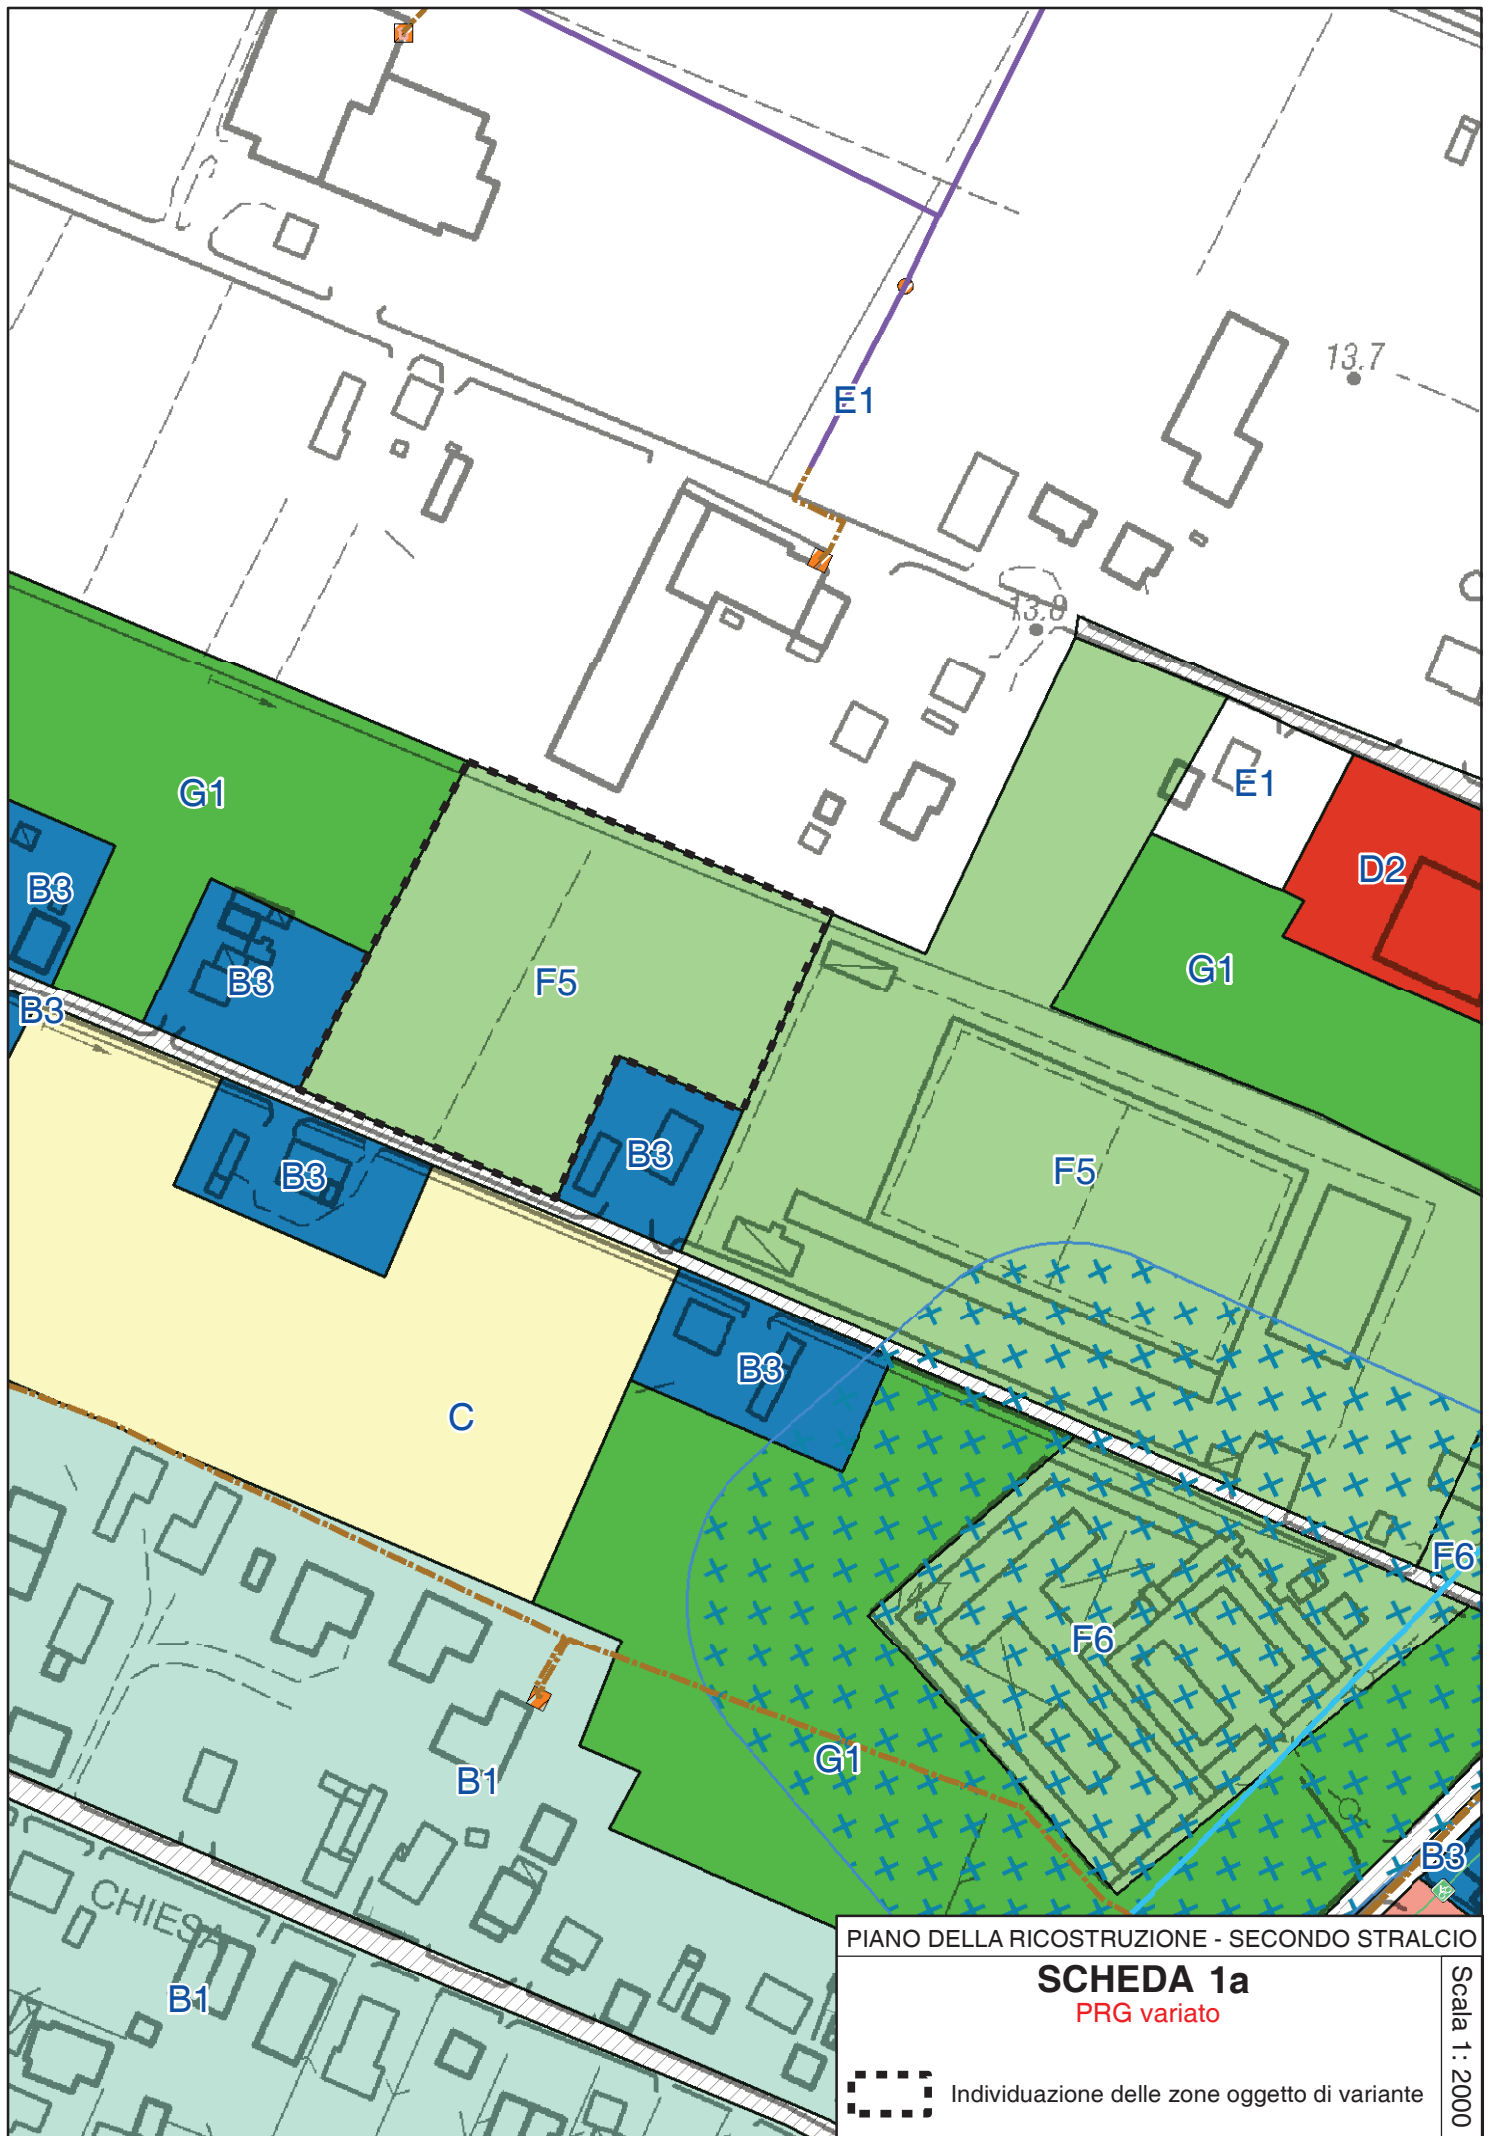 13.7
E1
13.9
E1
G1
D2
B3
G1
B3
F5
B3
B3
F5
B3
B3
C
F6
F6
G1
B1
B3
CHIESA
B1
PIANO DELLA RICOSTRUZIONE - SECONDO STRALCIO
SCHEDA 1a
PRG variato
Individuazione delle zone oggetto di variante
Scala 1: 2000